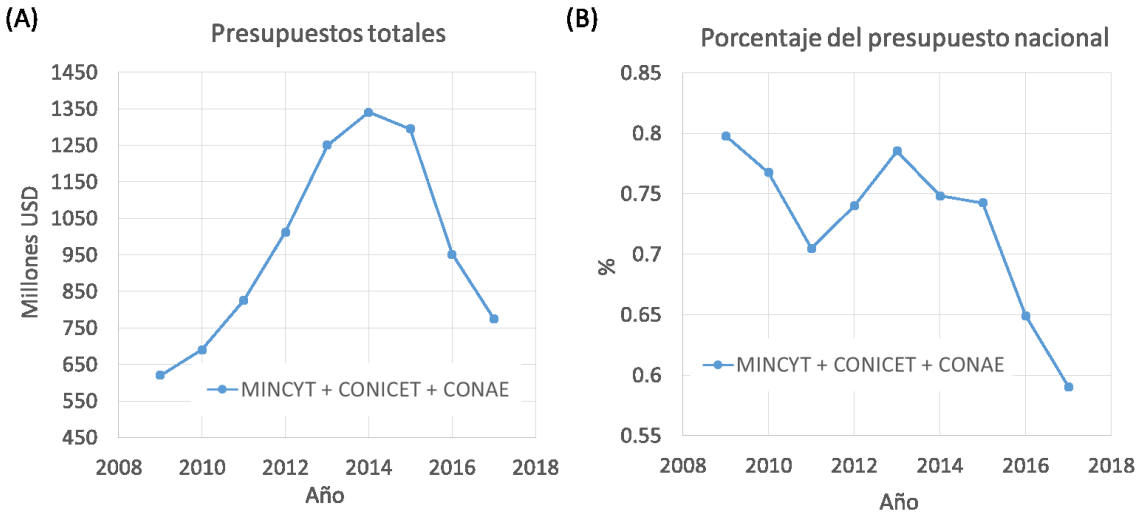 (A)
Presupuestos totales
1450
1350
1250
1150
1050
950
850
750
650
550
450
Millones USD
MINCYT + CONICET + CONAE
2008 2010 2012 2014 2016 2018
Año
(B)
Porcentaje del presupuesto nacional
0.85
0.8
0.75
0.7
0.65
0.6
0.55
%
MINCYT + CONICET + CONAE
2008 2010 2012 2014 2016 2018
Año